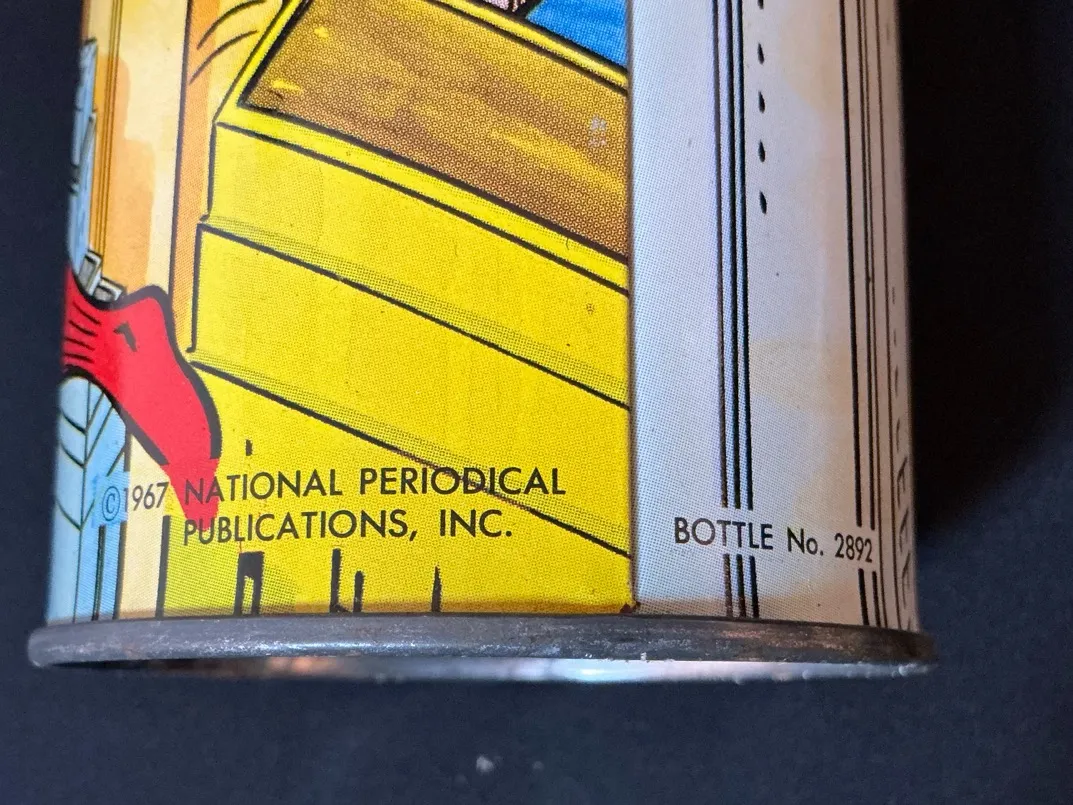 ©1967 NATIONAL PERIODICAL
PUBLICATIONS, INC.
BOTTLE No. 2892